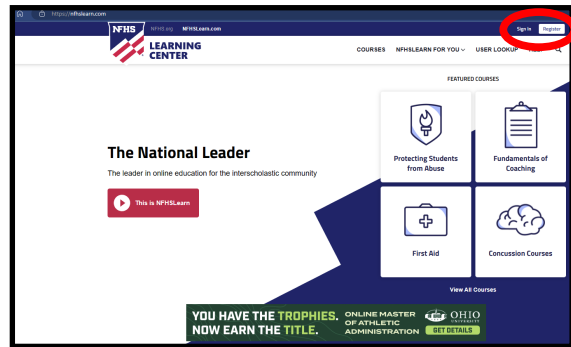 https://nfhslearn.com
NFHS
NFHS.org NFHSLearn.com
Sign In Register
LEARNING
CENTER
COURSES NFHSLEARN FOR YOU USER LOOKUP
FEATURED COURSES
Protecting Students
from Abuse
Fundamentals of
Coaching
The National Leader
The leader in online education for the interscholastic community
This is NFHSLearn
First Aid
Concussion Courses
View All Courses
YOU HAVE THE TROPHIES.
NOW EARN THE TITLE.
ONLINE MASTER
OF ATHLETIC
ADMINISTRATION
OHIO
UNIVERSITY
GET DETAILS